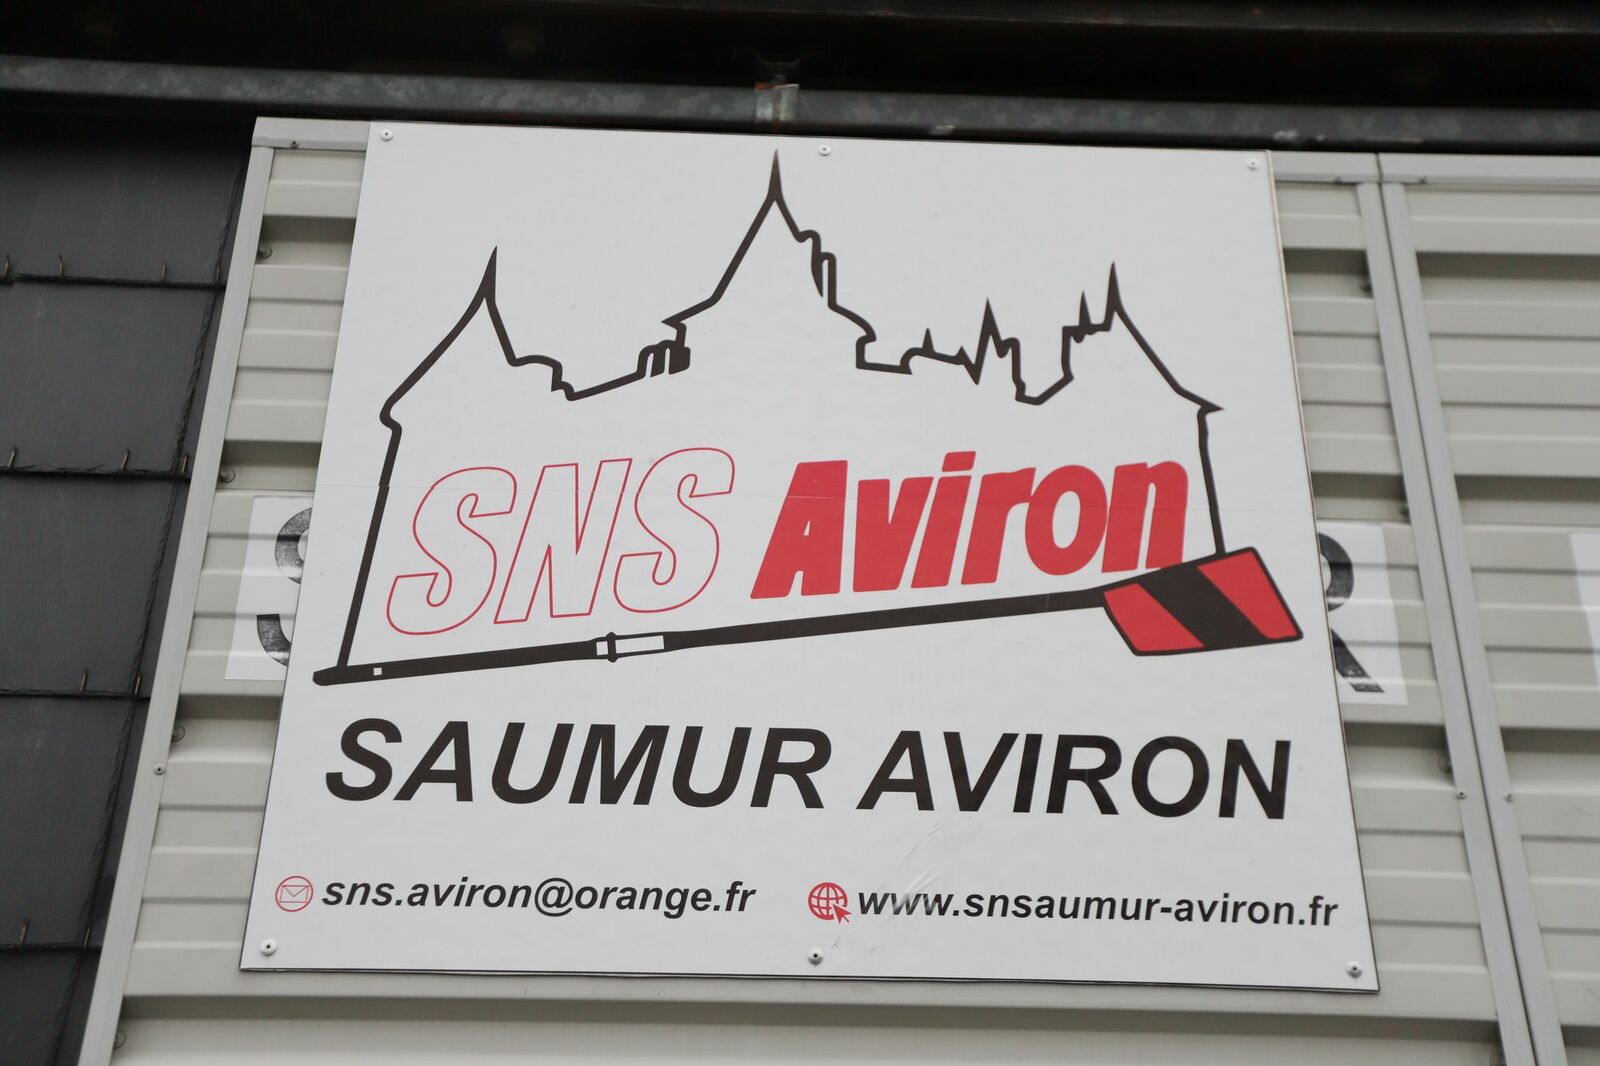 SNS Aviron
SAUMUR AVIRON
sns.aviron@orange.fr
www.snsaumur-aviron.fr